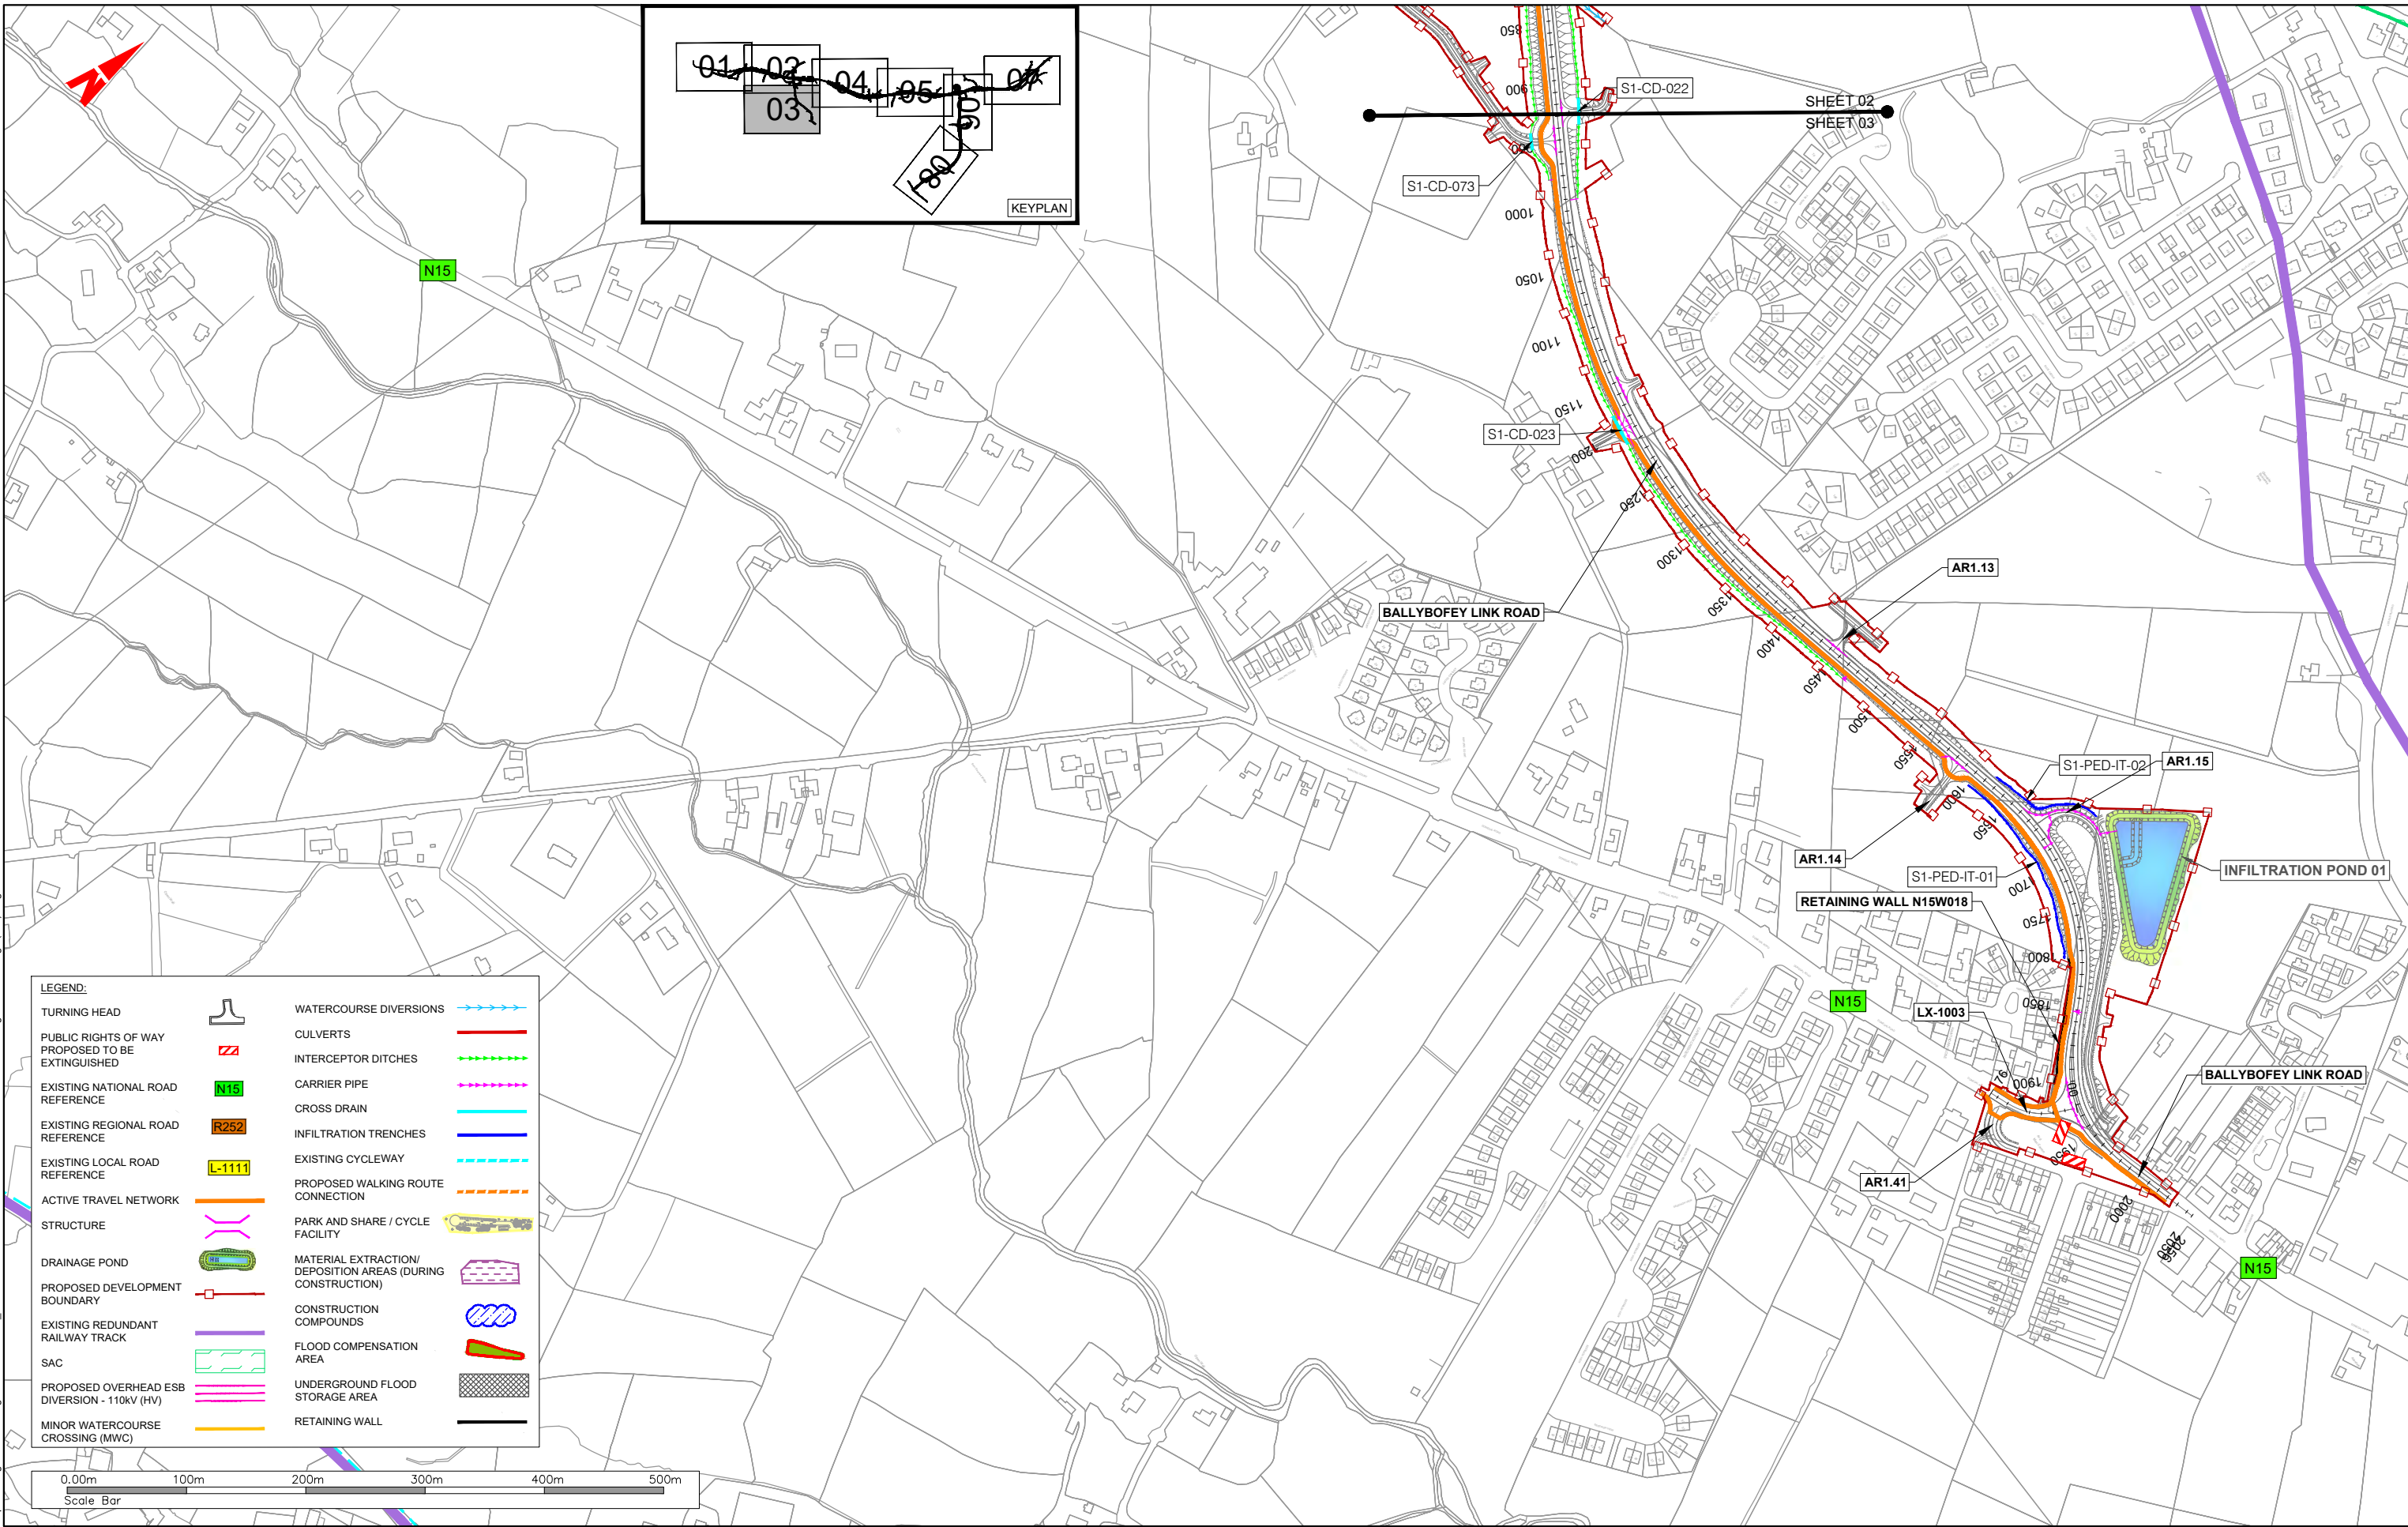 N
01
02
03
04
05
06
07
08
KEYPLAN
850
900
S1-CD-022
SHEET 02
SHEET 03
950
S1-CD-073
1000
N15
1050
1100
1150
S1-CD-023
1200
1250
1300
AR1.13
1350
BALLYBOFEY LINK ROAD
1400
1450
1500
1550
S1-PED-IT-02
AR1.15
1600
1650
AR1.14
S1-PED-IT-01
1700
INFILTRATION POND 01
RETAINING WALL N15W018
1750
1800
N15
1850
LX-1003
97
1900
00
BALLYBOFEY LINK ROAD
1950
AR1.41
2000
2050
2056
N15
LEGEND:
TURNING HEAD
PUBLIC RIGHTS OF WAY
PROPOSED TO BE
EXTINGUISHED
EXISTING NATIONAL ROAD
REFERENCE
N15
EXISTING REGIONAL ROAD
REFERENCE
R252
EXISTING LOCAL ROAD
REFERENCE
L-1111
ACTIVE TRAVEL NETWORK
STRUCTURE
DRAINAGE POND
PROPOSED DEVELOPMENT
BOUNDARY
EXISTING REDUNDANT
RAILWAY TRACK
SAC
PROPOSED OVERHEAD ESB
DIVERSION - 110kV (HV)
MINOR WATERCOURSE
CROSSING (MWC)
WATERCOURSE DIVERSIONS
CULVERTS
INTERCEPTOR DITCHES
CARRIER PIPE
CROSS DRAIN
INFILTRATION TRENCHES
EXISTING CYCLEWAY
PROPOSED WALKING ROUTE
CONNECTION
PARK AND SHARE / CYCLE
FACILITY
MATERIAL EXTRACTION/
DEPOSITION AREAS (DURING
CONSTRUCTION)
CONSTRUCTION
COMPOUNDS
FLOOD COMPENSATION
AREA
UNDERGROUND FLOOD
STORAGE AREA
RETAINING WALL
0.00m 100m 200m 300m 400m 500m
Scale Bar